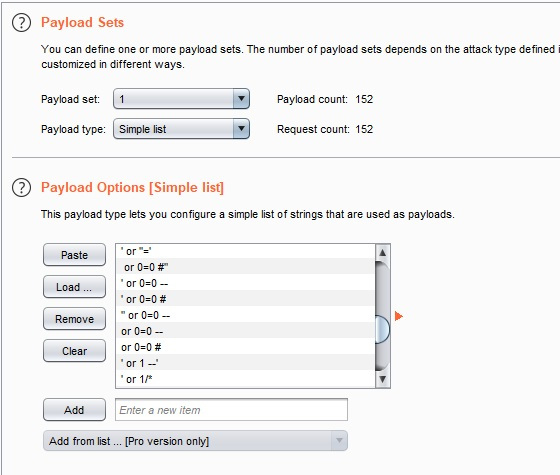 Payload Sets
You can define one or more payload sets. The number of payload sets depends on the attack type defined
customized in different ways.
Payload set: 1 Payload count: 152
Payload type: Simple list Request count: 152
Payload Options [Simple list]
This payload type lets you configure a simple list of strings that are used as payloads.
Paste
Load ...
Remove
Clear
' or ''='
or 0=0 #"
' or 0=0 --
' or 0=0 #
" or 0=0 --
or 0=0 --
or 0=0 #
' or 1 --'
' or 1/*
Add Enter a new item
Add from list ... [Pro version only]